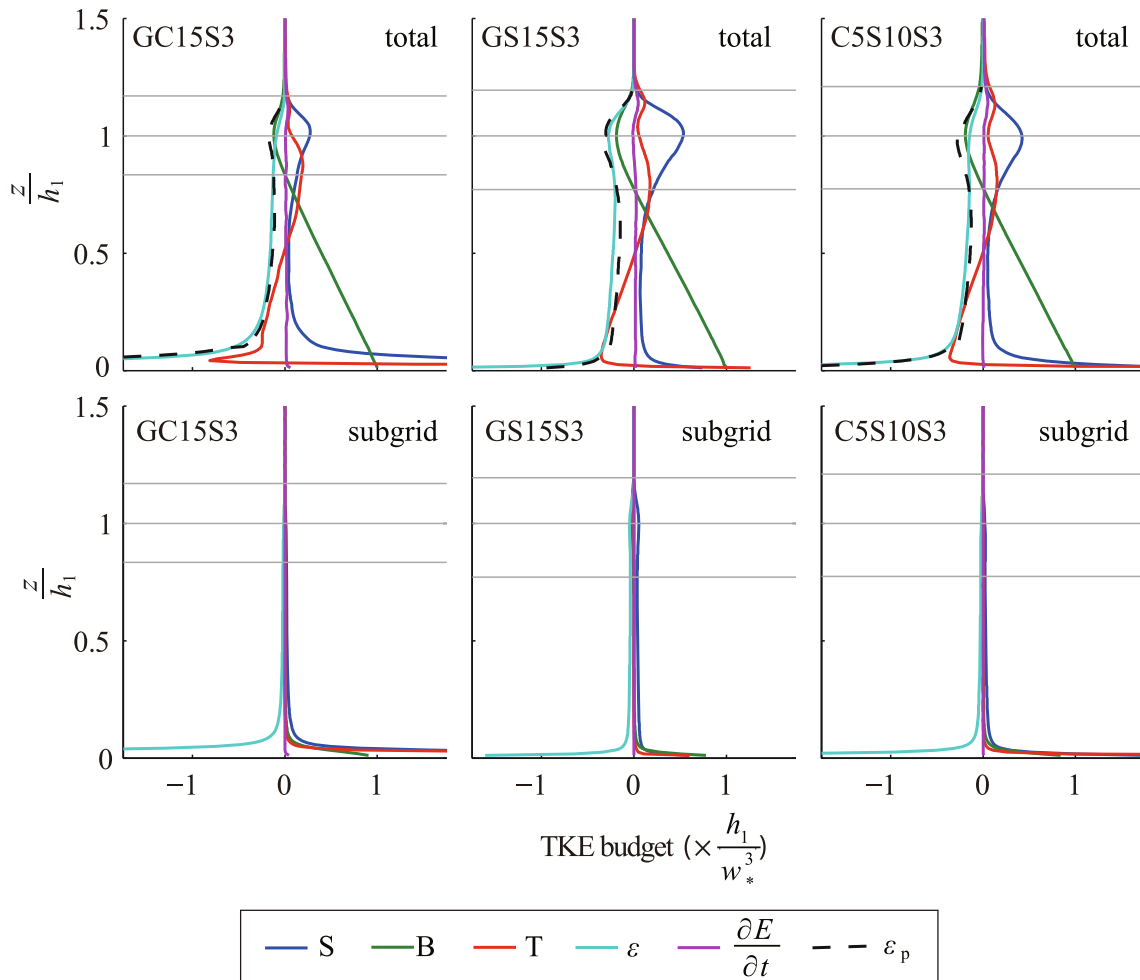 GC15S3 total GS15S3 total C5S10S3 total
1.5
1
z/h₁
0.5
0
GC15S3 subgrid GS15S3 subgrid C5S10S3 subgrid
1.5
1
z/h₁
0.5
0
−1 0 1 −1 0 1 −1 0 1
TKE budget (× h₁/w*³)
S B T ε ∂E/∂t εₚ